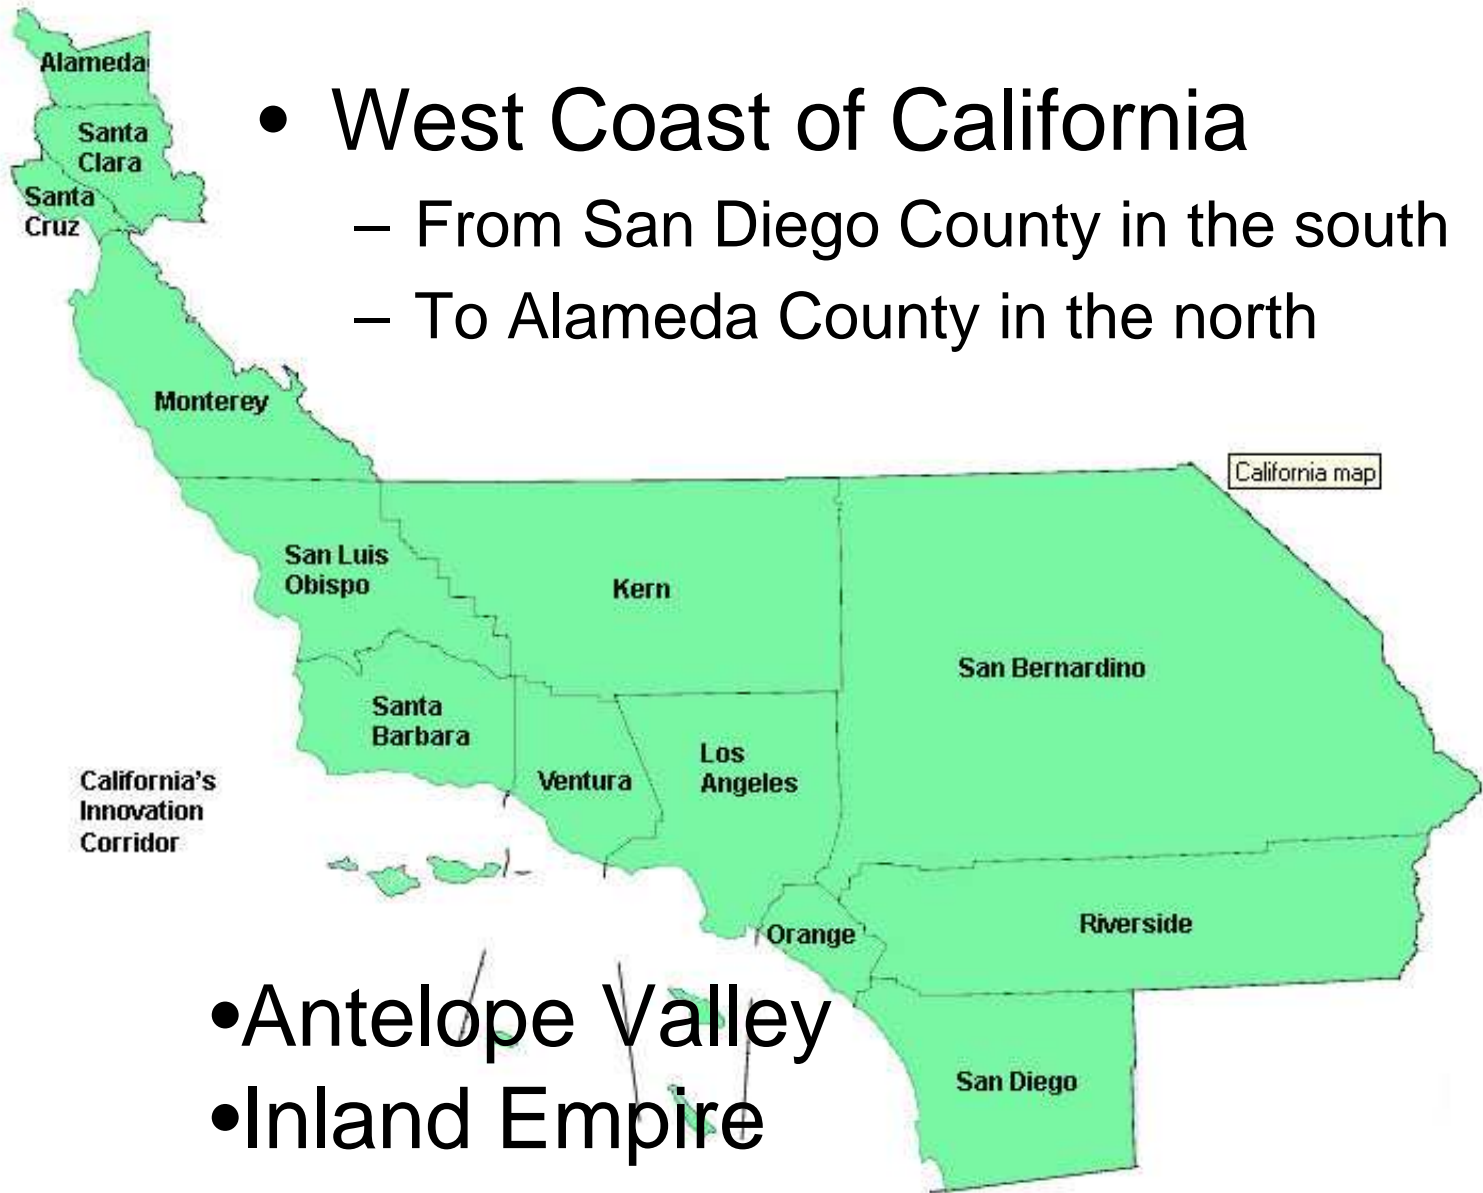 Alameda
• West Coast of California
Santa
Clara
Santa
Cruz
– From San Diego County in the south
– To Alameda County in the north
Monterey
California map
San Luis
Obispo
Kern
San Bernardino
Santa
Barbara
Ventura
Los
Angeles
California's
Innovation
Corridor
Orange
Riverside
•Antelope Valley
San Diego
•Inland Empire